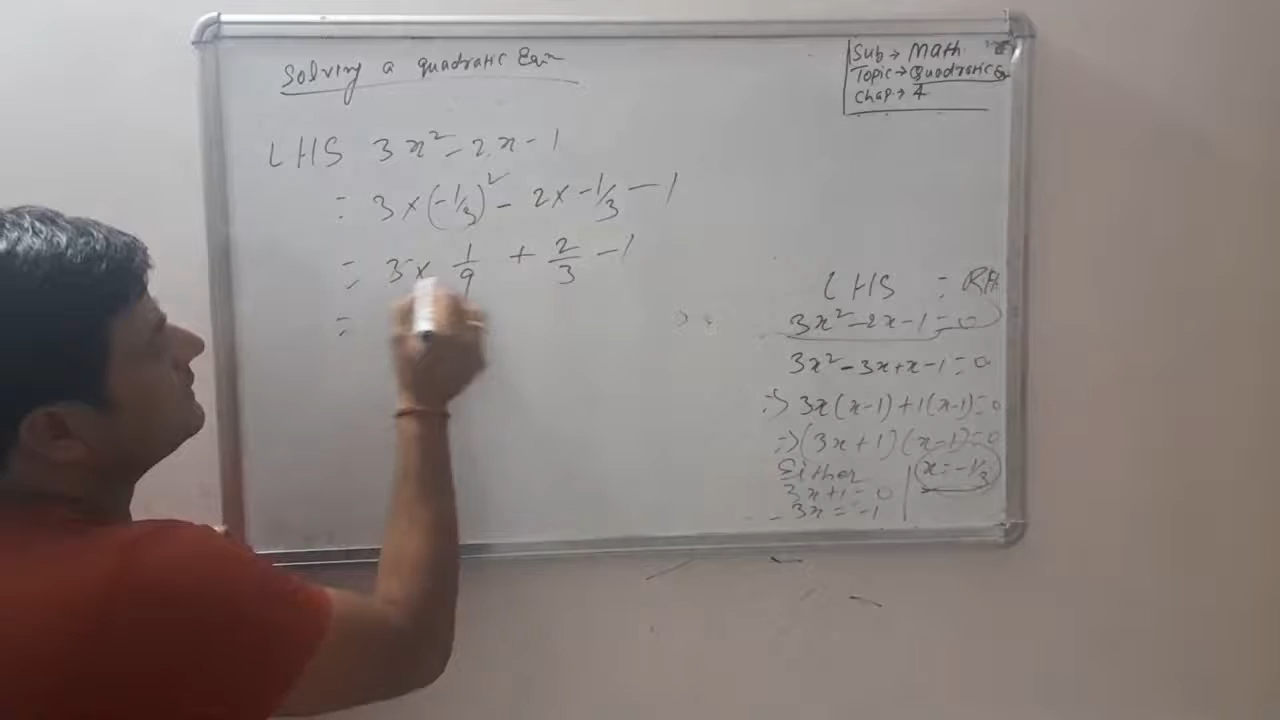 Solving a quadratic Eqn
Sub → Math
Topic → Quadratic Eq
Chap → 4
LHS 3x² - 2x - 1
= 3 × (-1/3)² - 2 × -1/3 - 1
= 3 × 1/9 + 2/3 - 1
=
LHS = RH
3x² - 2x - 1 = 0
3x² - 3x + x - 1 = 0
⇒ 3x(x-1) + 1(x-1) = 0
⇒ (3x+1)(x-1) = 0
Either
3x+1 = 0
3x = -1
x = -1/3